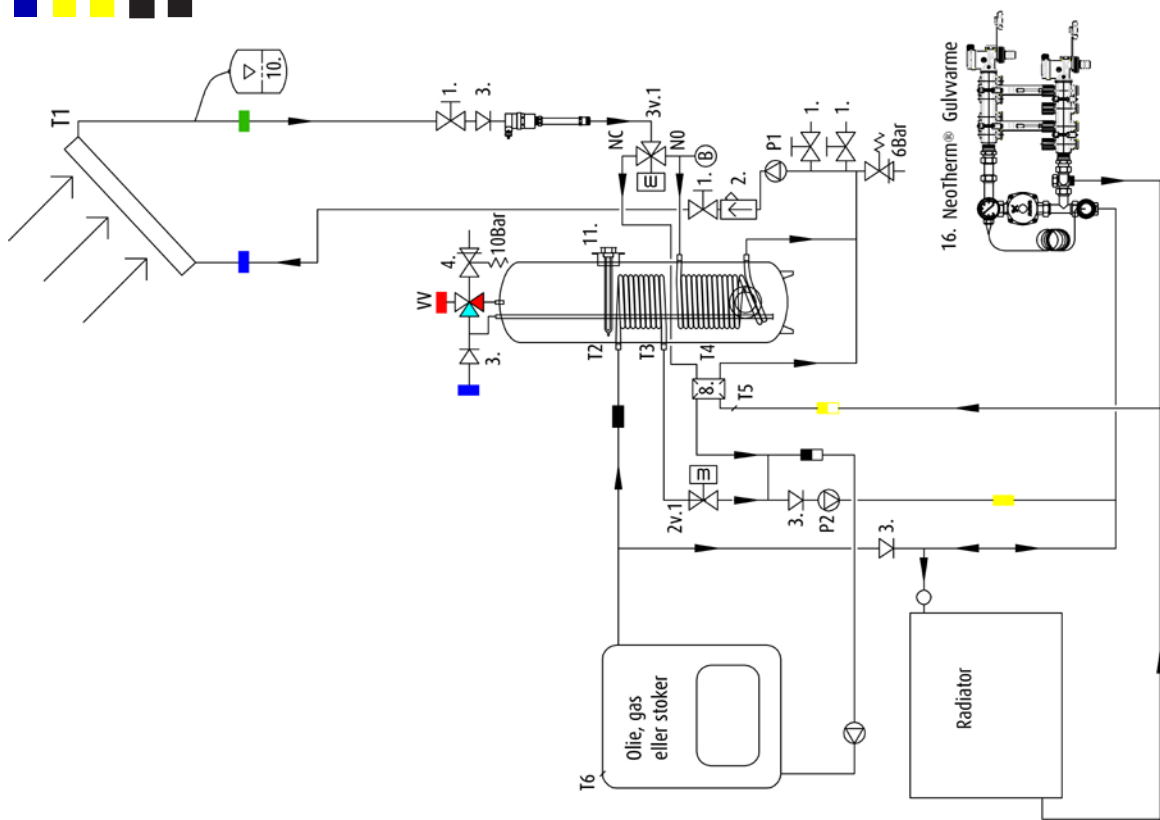 T1
10.
1.
3.
3v.1
NC
NO
B
1.
2.
P1
1.
1.
6Bar
16. NeoTherm® Gulvvarme
4.
10Bar
11.
VV
3.
T2
T3
T4
8.
T5
2v.1
m
3.
P2
3.
T6
Olie, gas
eller stoker
Radiator